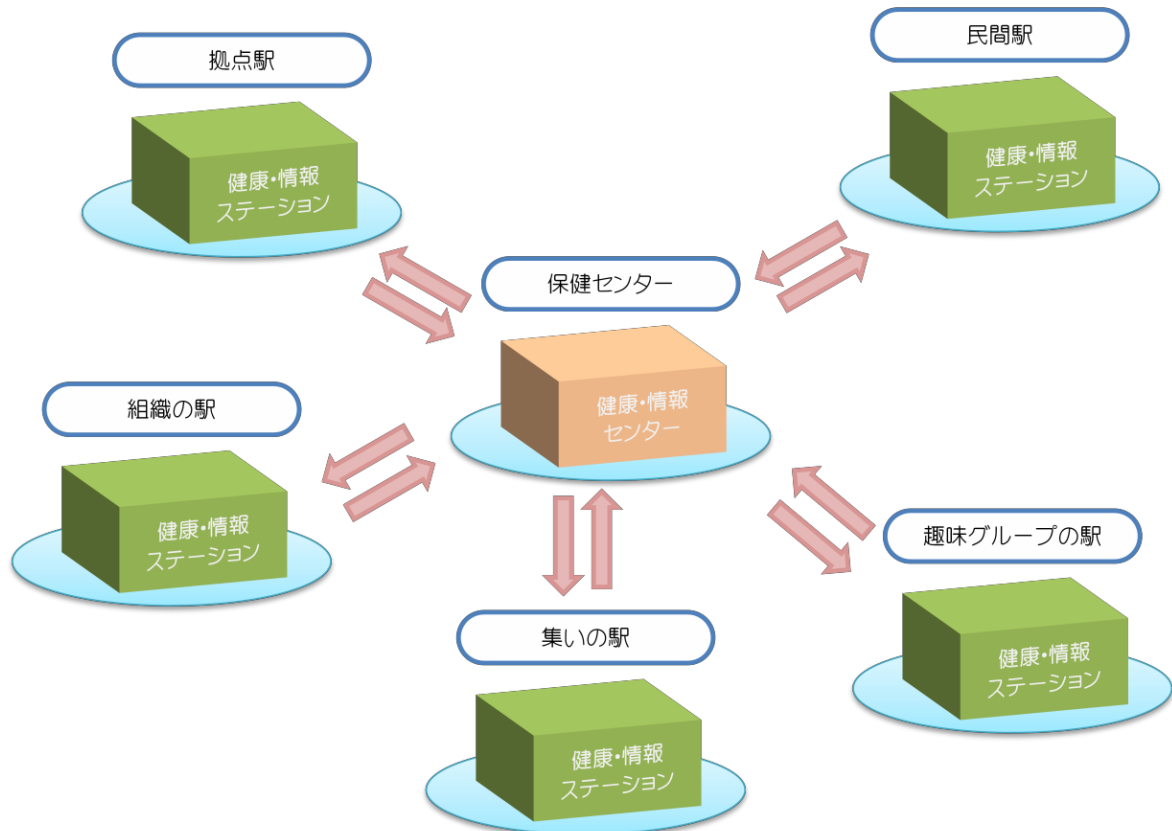 拠点駅
健康・情報
ステーション
民間駅
健康・情報
ステーション
保健センター
健康・情報
センター
組織の駅
健康・情報
ステーション
趣味グループの駅
健康・情報
ステーション
集いの駅
健康・情報
ステーション